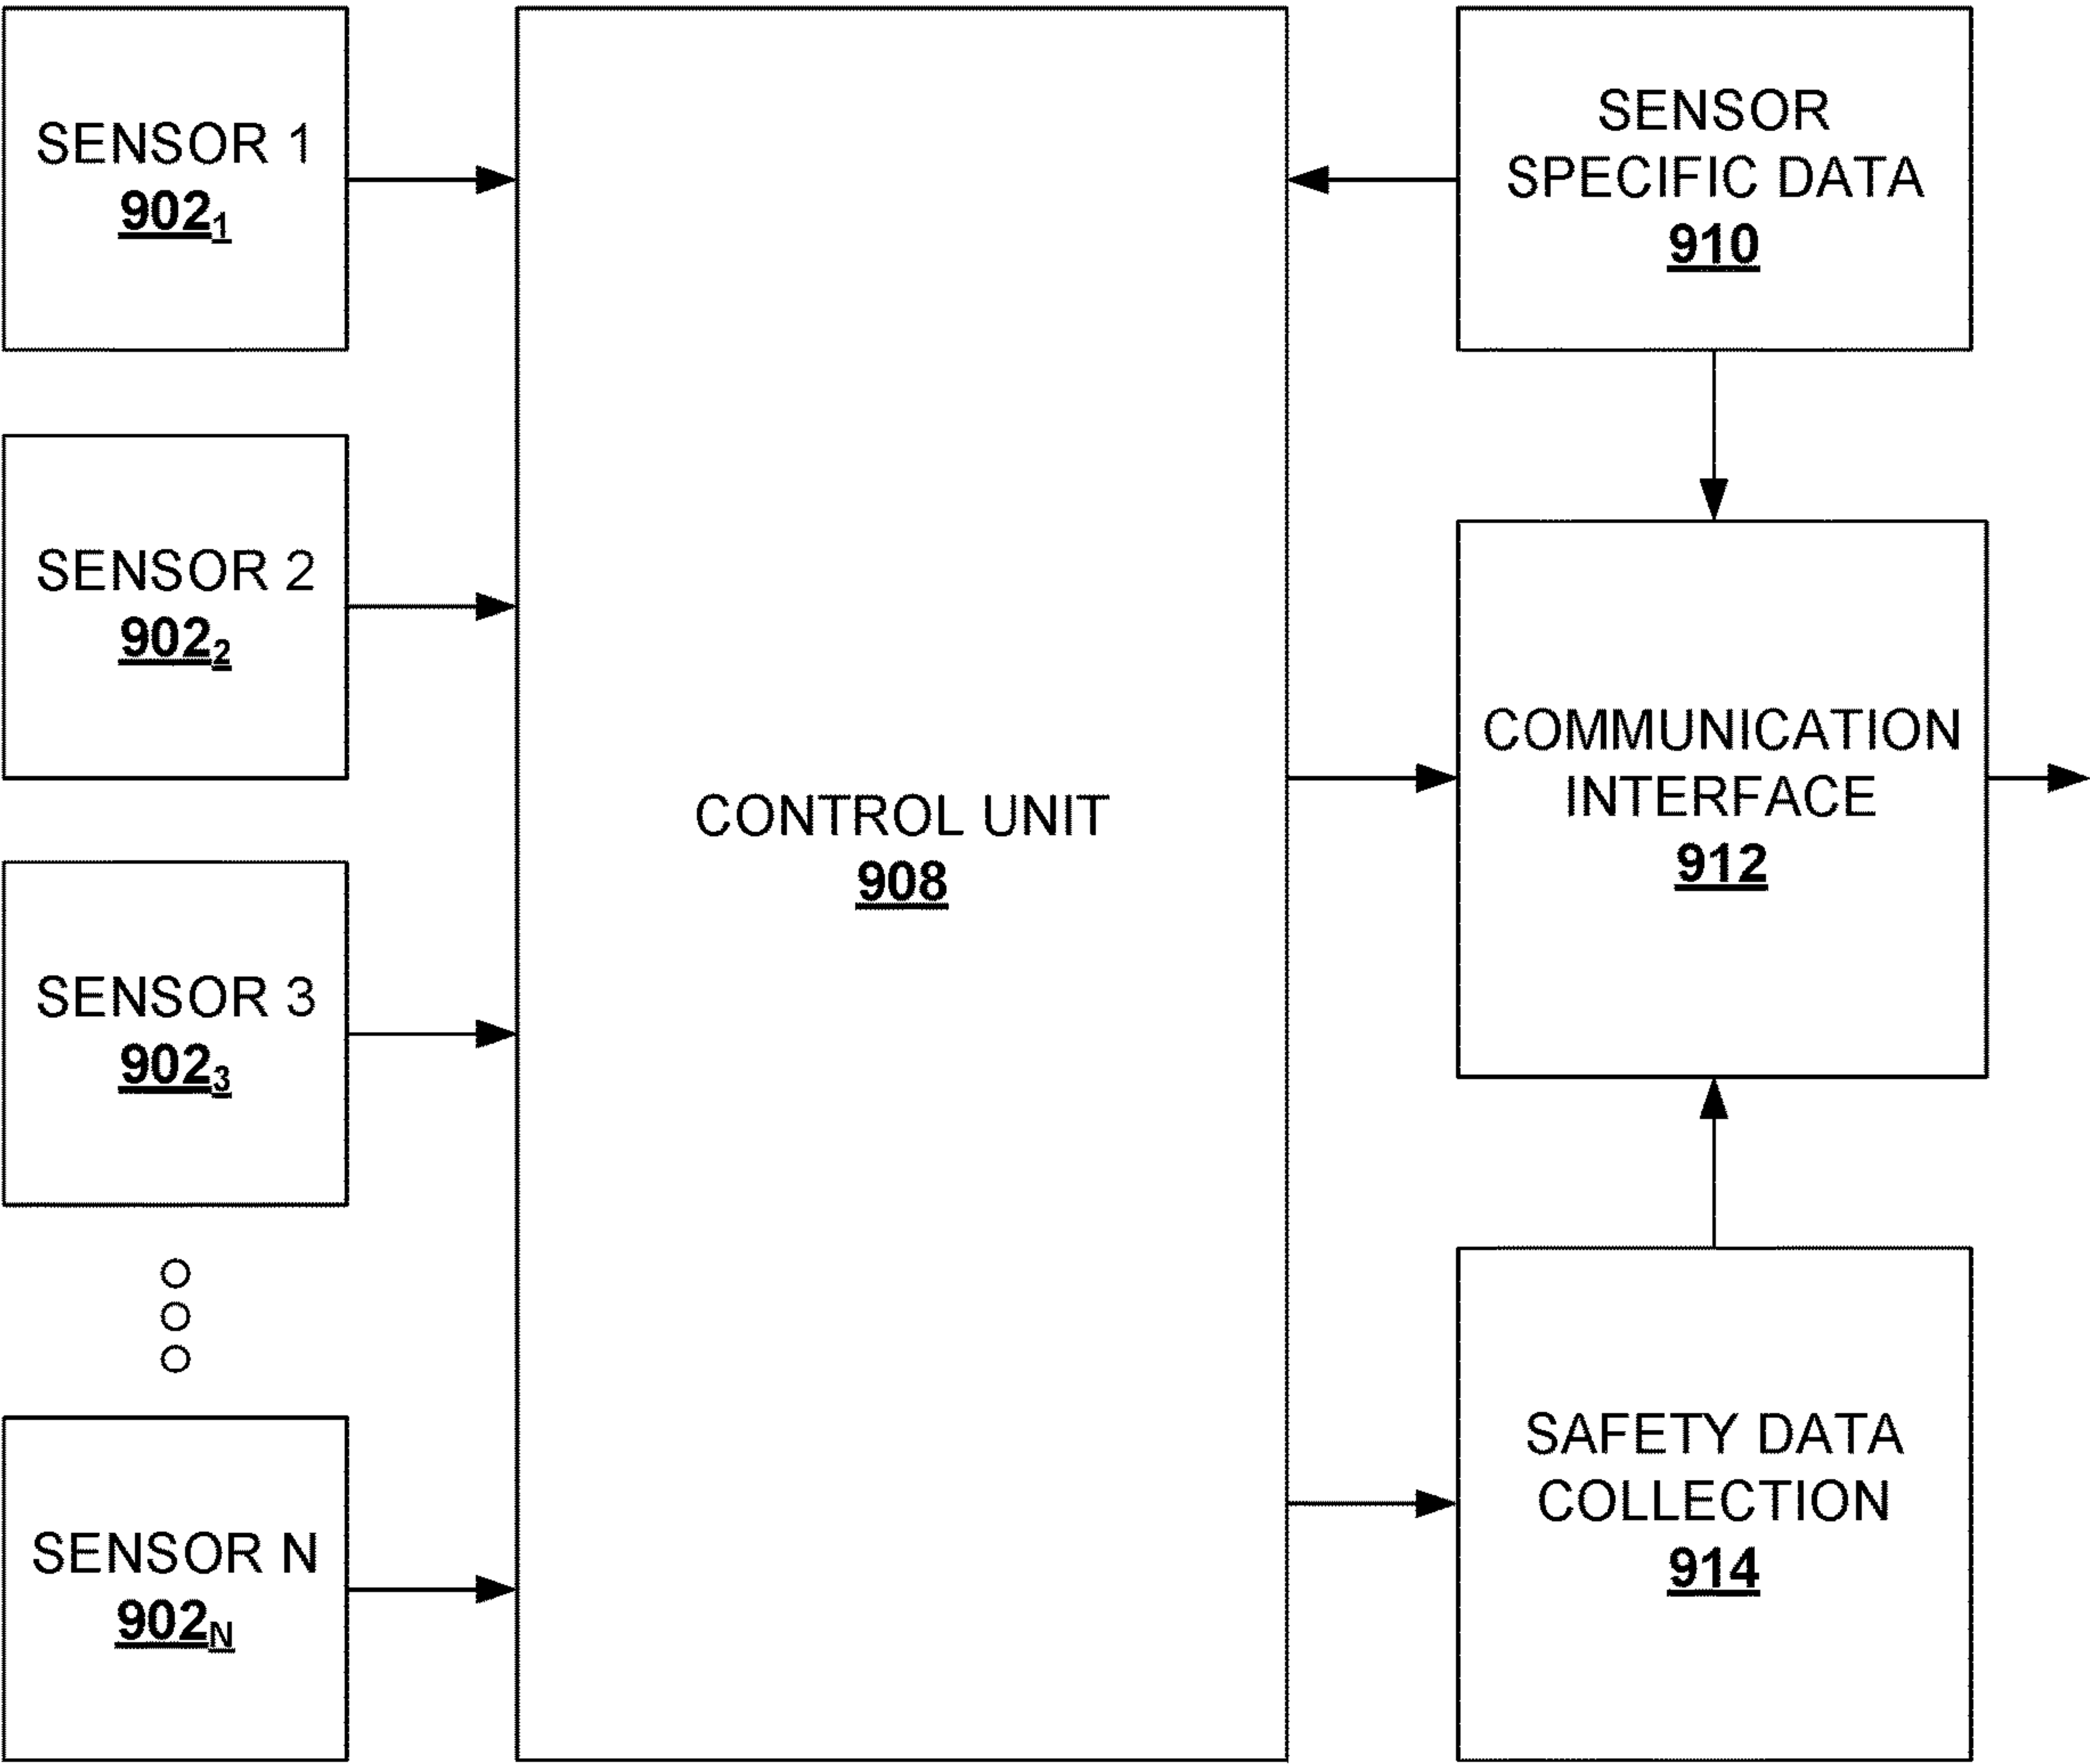 SENSOR 1
902₁
SENSOR 2
902₂
SENSOR 3
902₃
SENSOR N
902N
CONTROL UNIT
908
SENSOR
SPECIFIC DATA
910
COMMUNICATION
INTERFACE
912
SAFETY DATA
COLLECTION
914